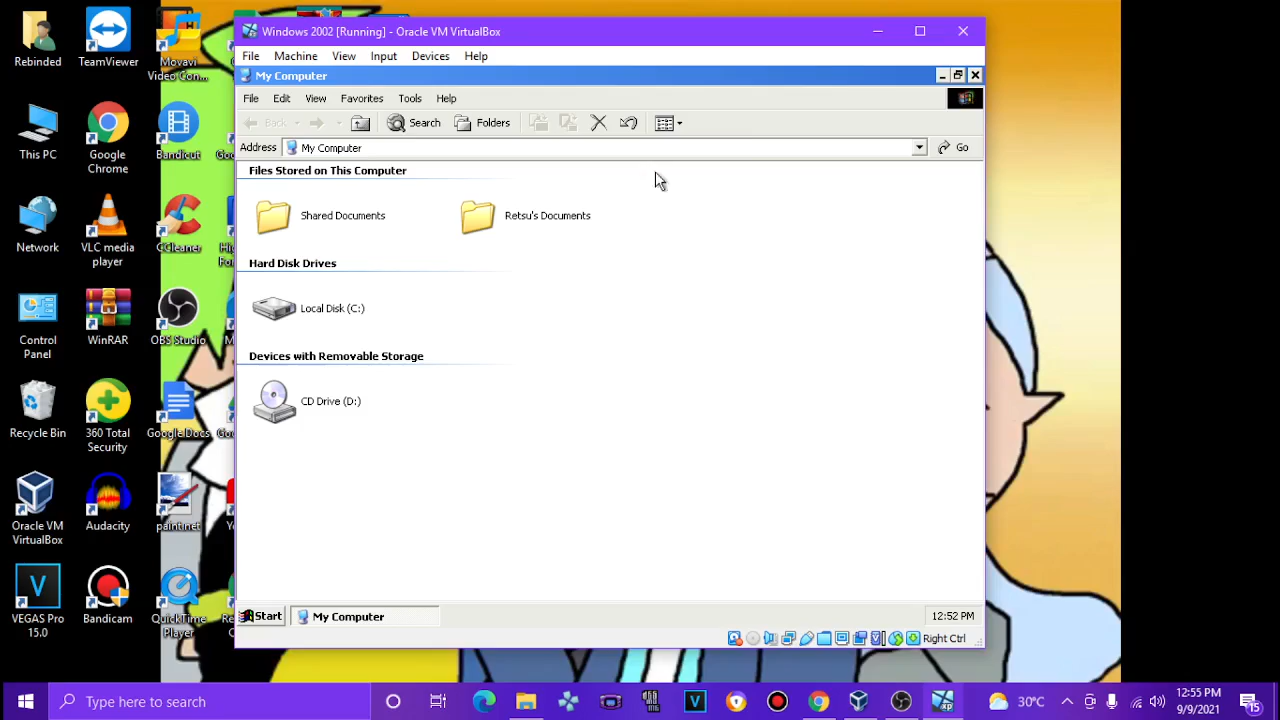 Rebinded
TeamViewer
Movavi
Video Con...
This PC
Google
Chrome
Bandicut
Network
VLC media
player
CCleaner
Control
Panel
WinRAR
OBS Studio
Recycle Bin
360 Total
Security
Google Docs
Oracle VM
VirtualBox
Audacity
paint.net
VEGAS Pro
15.0
Bandicam
QuickTime
Player
Windows 2002 [Running] - Oracle VM VirtualBox
File Machine View Input Devices Help
My Computer
File Edit View Favorites Tools Help
Back Search Folders
Address My Computer Go
Files Stored on This Computer
Shared Documents Retsu's Documents
Hard Disk Drives
Local Disk (C:)
Devices with Removable Storage
CD Drive (D:)
Start My Computer 12:52 PM
Right Ctrl
Type here to search
30°C
12:55 PM
9/9/2021
15